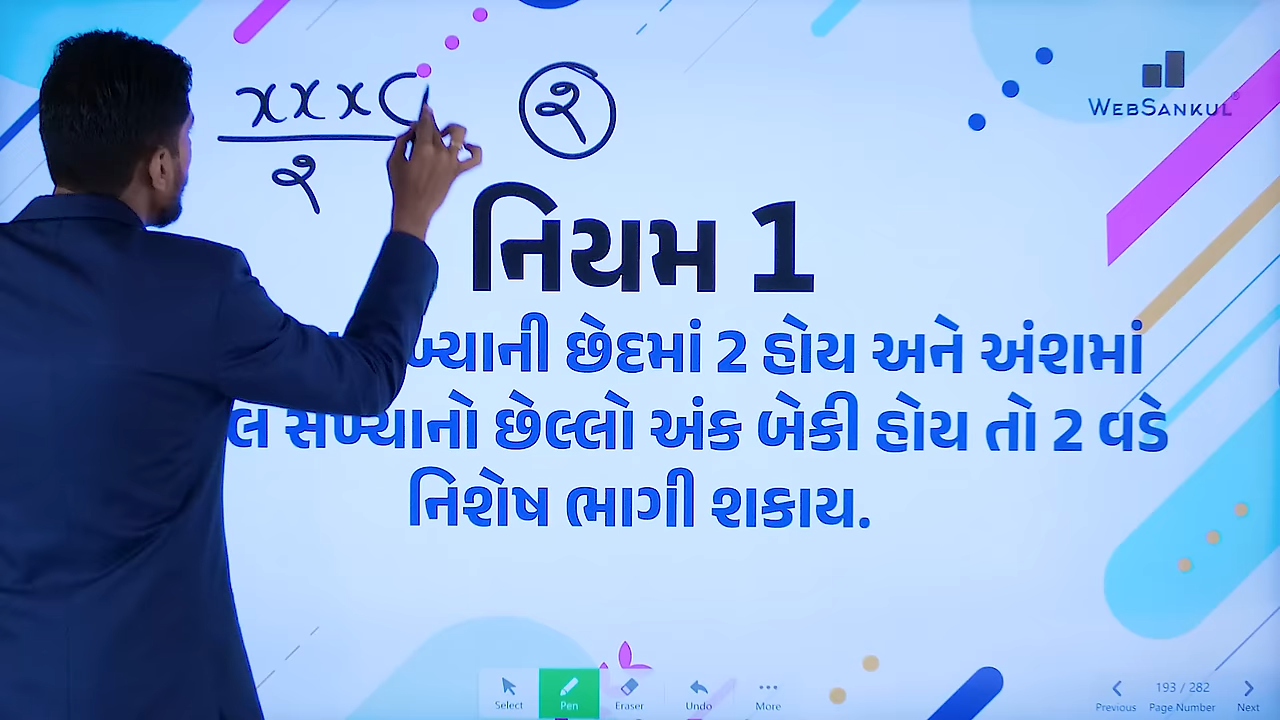 xxx
૨
૨
WEBSANKUL
નિયમ 1
છેદમાં 2 હોય અને અંશમાં
છેલ્લો અંક બેકી હોય તો 2 વડે
નિશેષ ભાગી શકાય.
Select Pen Eraser Undo More
193 / 282
Previous Page Number Next